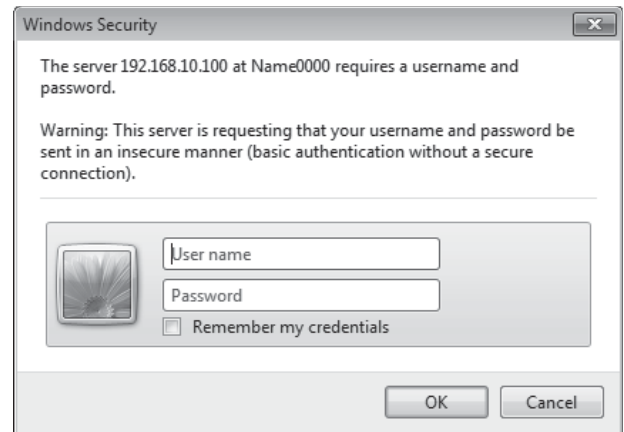 Windows Security
The server 192.168.10.100 at Name0000 requires a username and
password.
Warning: This server is requesting that your username and password be
sent in an insecure manner (basic authentication without a secure
connection).
User name
Password
Remember my credentials
OK
Cancel